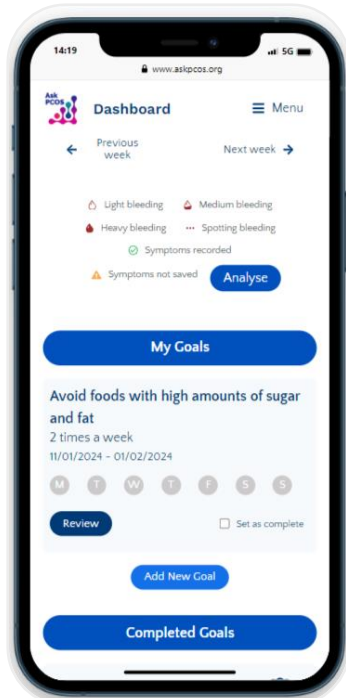 14:19
5G
www.askpcos.org
Ask
PCOS
Dashboard
Menu
Previous
week
Next week
Light bleeding
Medium bleeding
Heavy bleeding
Spotting bleeding
Symptoms recorded
Symptoms not saved
Analyse
My Goals
Avoid foods with high amounts of sugar
and fat
2 times a week
11/01/2024 - 01/02/2024
M T W T F S S
Review
Set as complete
Add New Goal
Completed Goals